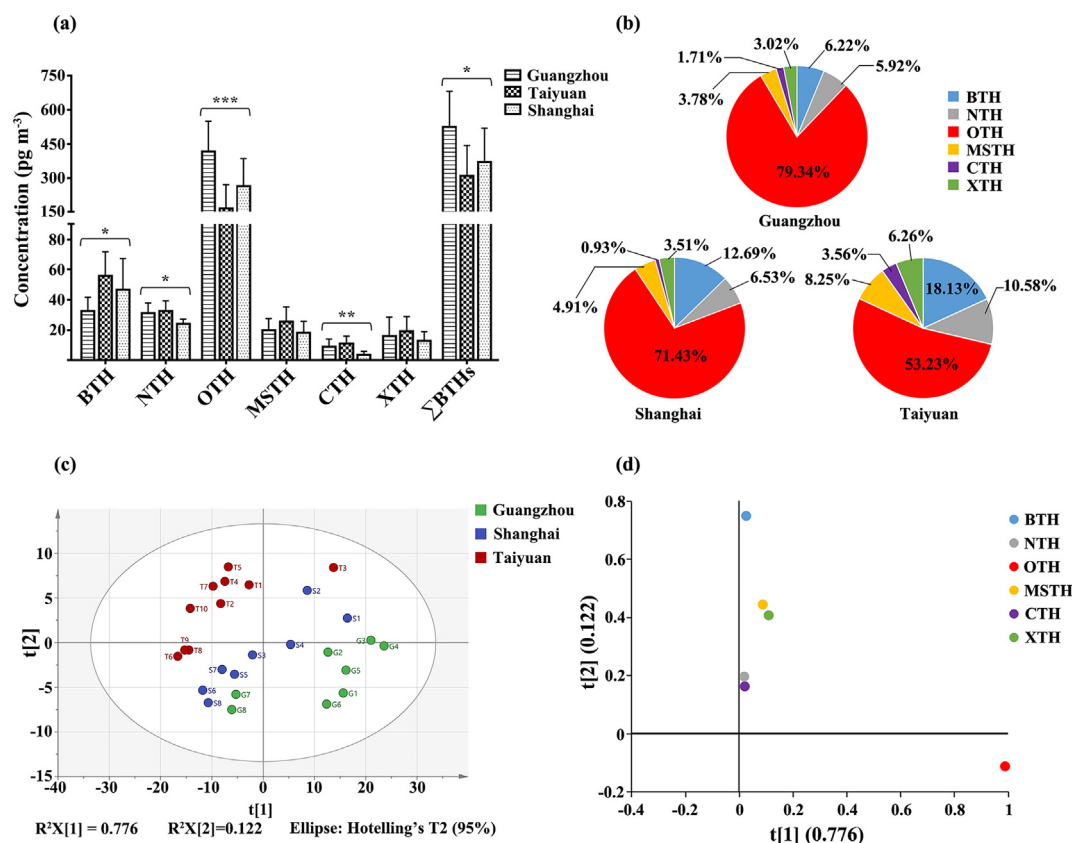 (a)
Concentration (pg m⁻³)
750
600
450
300
150
80
60
40
20
Guangzhou
Taiyuan
Shanghai
*
*
***
**
*
BTH
NTH
OTH
MSTH
CTH
XTH
∑BTHs
(b)
1.71%
3.02%
6.22%
5.92%
3.78%
79.34%
Guangzhou
BTH
NTH
OTH
MSTH
CTH
XTH
0.93%
3.51%
12.69%
6.53%
4.91%
71.43%
Shanghai
6.26%
3.56%
8.25%
18.13%
10.58%
53.23%
Taiyuan
(c)
Guangzhou
Shanghai
Taiyuan
t[2]
10
5
0
-5
-10
-15
T5
T4
T7
T1
T3
T2
T10
S2
S1
T9
T8
T6
S4
S3
G3
G4
G2
G5
S7
S5
S6
S8
G7
G8
G1
G6
-40
-30
-20
-10
0
10
20
30
t[1]
R²X[1] = 0.776 R²X[2]=0.122 Ellipse: Hotelling's T2 (95%)
(d)
t[2] (0.122)
0.8
0.6
0.4
0.2
0
-0.2
-0.4
-0.2
0
0.2
0.4
0.6
0.8
1
t[1] (0.776)
BTH
NTH
OTH
MSTH
CTH
XTH